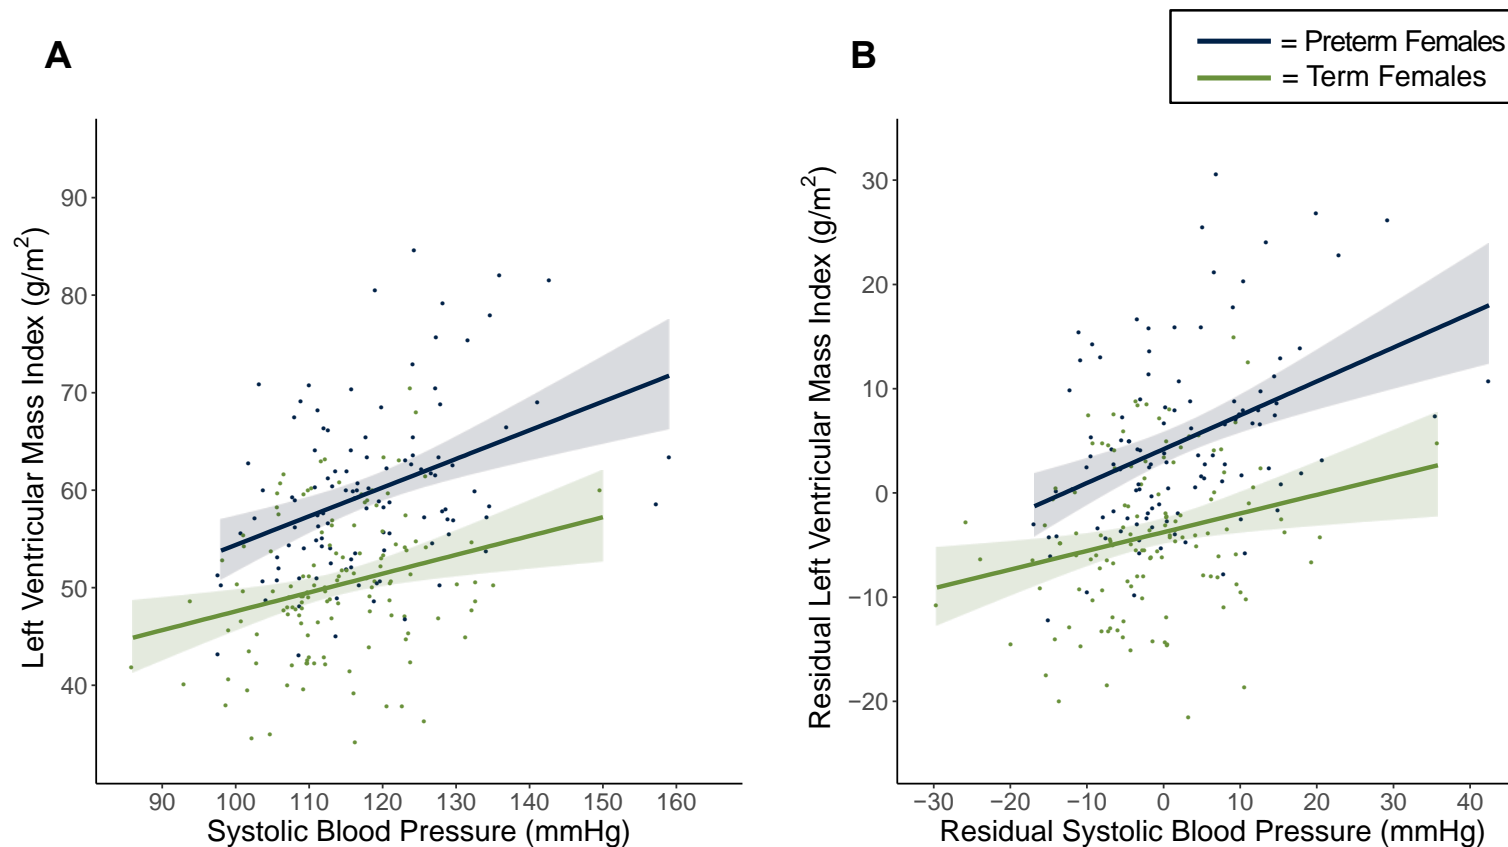 A
B
= Preterm Females
= Term Females
Left Ventricular Mass Index (g/m²)
90
80
70
60
50
40
90 100 110 120 130 140 150 160
Systolic Blood Pressure (mmHg)
Residual Left Ventricular Mass Index (g/m²)
30
20
10
0
−10
−20
−30 −20 −10 0 10 20 30 40
Residual Systolic Blood Pressure (mmHg)